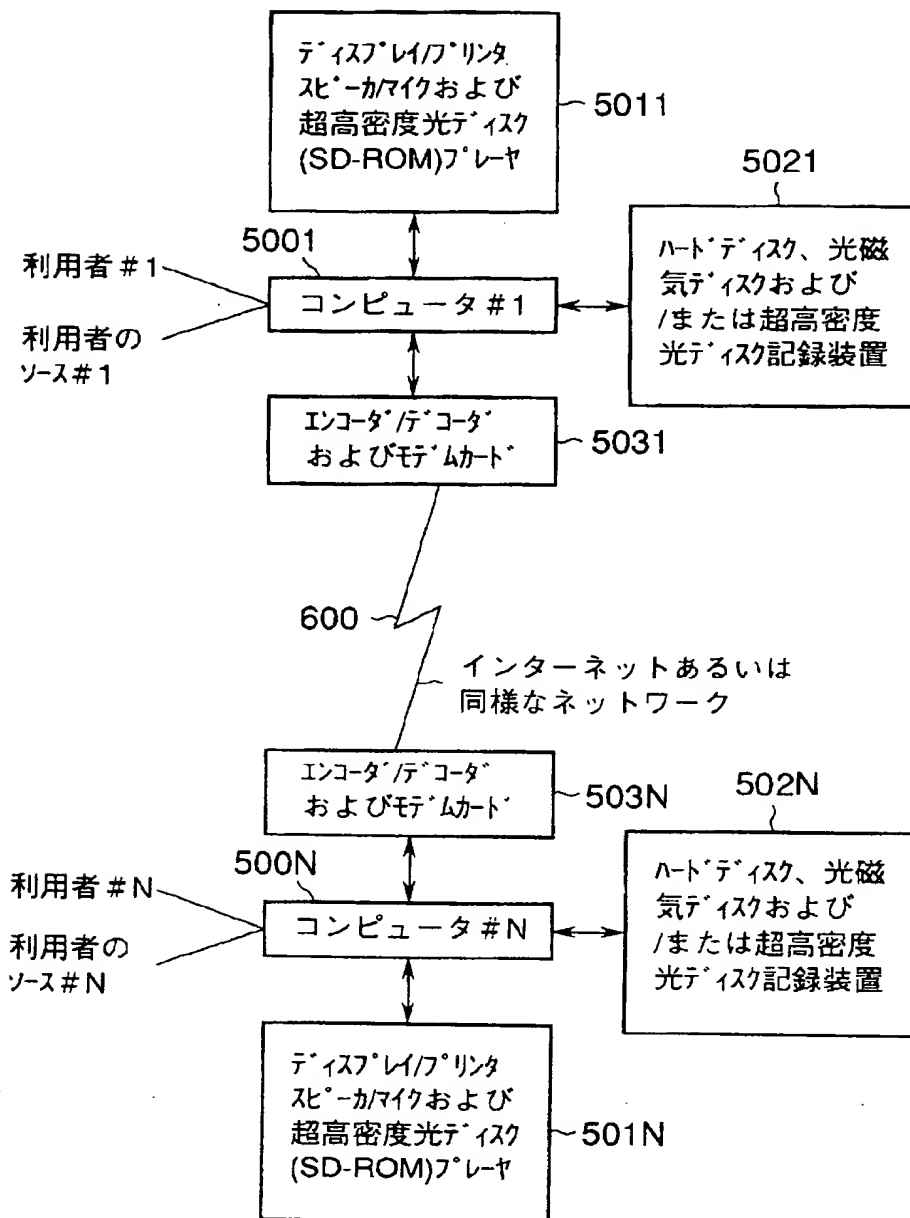 ディスプレイ/プリンタ
スピーカ/マイクおよび
超高密度光ディスク
(SD-ROM)プレーヤ
5011
5021
ハードディスク、光磁
気ディスクおよび
/または超高密度
光ディスク記録装置
5001
利用者#1
コンピュータ#1
利用者の
ソース#1
エンコーダ/デコーダ
およびモデムカード
5031
600
インターネットあるいは
同様なネットワーク
エンコーダ/デコーダ
およびモデムカード
503N
502N
ハードディスク、光磁
気ディスクおよび
/または超高密度
光ディスク記録装置
500N
利用者#N
コンピュータ#N
利用者の
ソース#N
ディスプレイ/プリンタ
スピーカ/マイクおよび
超高密度光ディスク
(SD-ROM)プレーヤ
501N